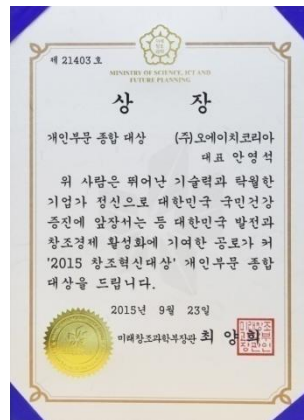 제 21403 호
MINISTRY OF SCIENCE, ICT AND
FUTURE PLANNING
상 장
개인부문 종합 대상 (주)오에이치코리아
대표 안영석
위 사람은 뛰어난 기술력과 탁월한
기업가 정신으로 대한민국 국민건강
증진에 앞장서는 등 대한민국 발전과
창조경제 활성화에 기여한 공로가 커
'2015 창조혁신대상' 개인부문 종합
대상을 드립니다.
2015년 9월 23일
미래창조과학부장관 최 양 희